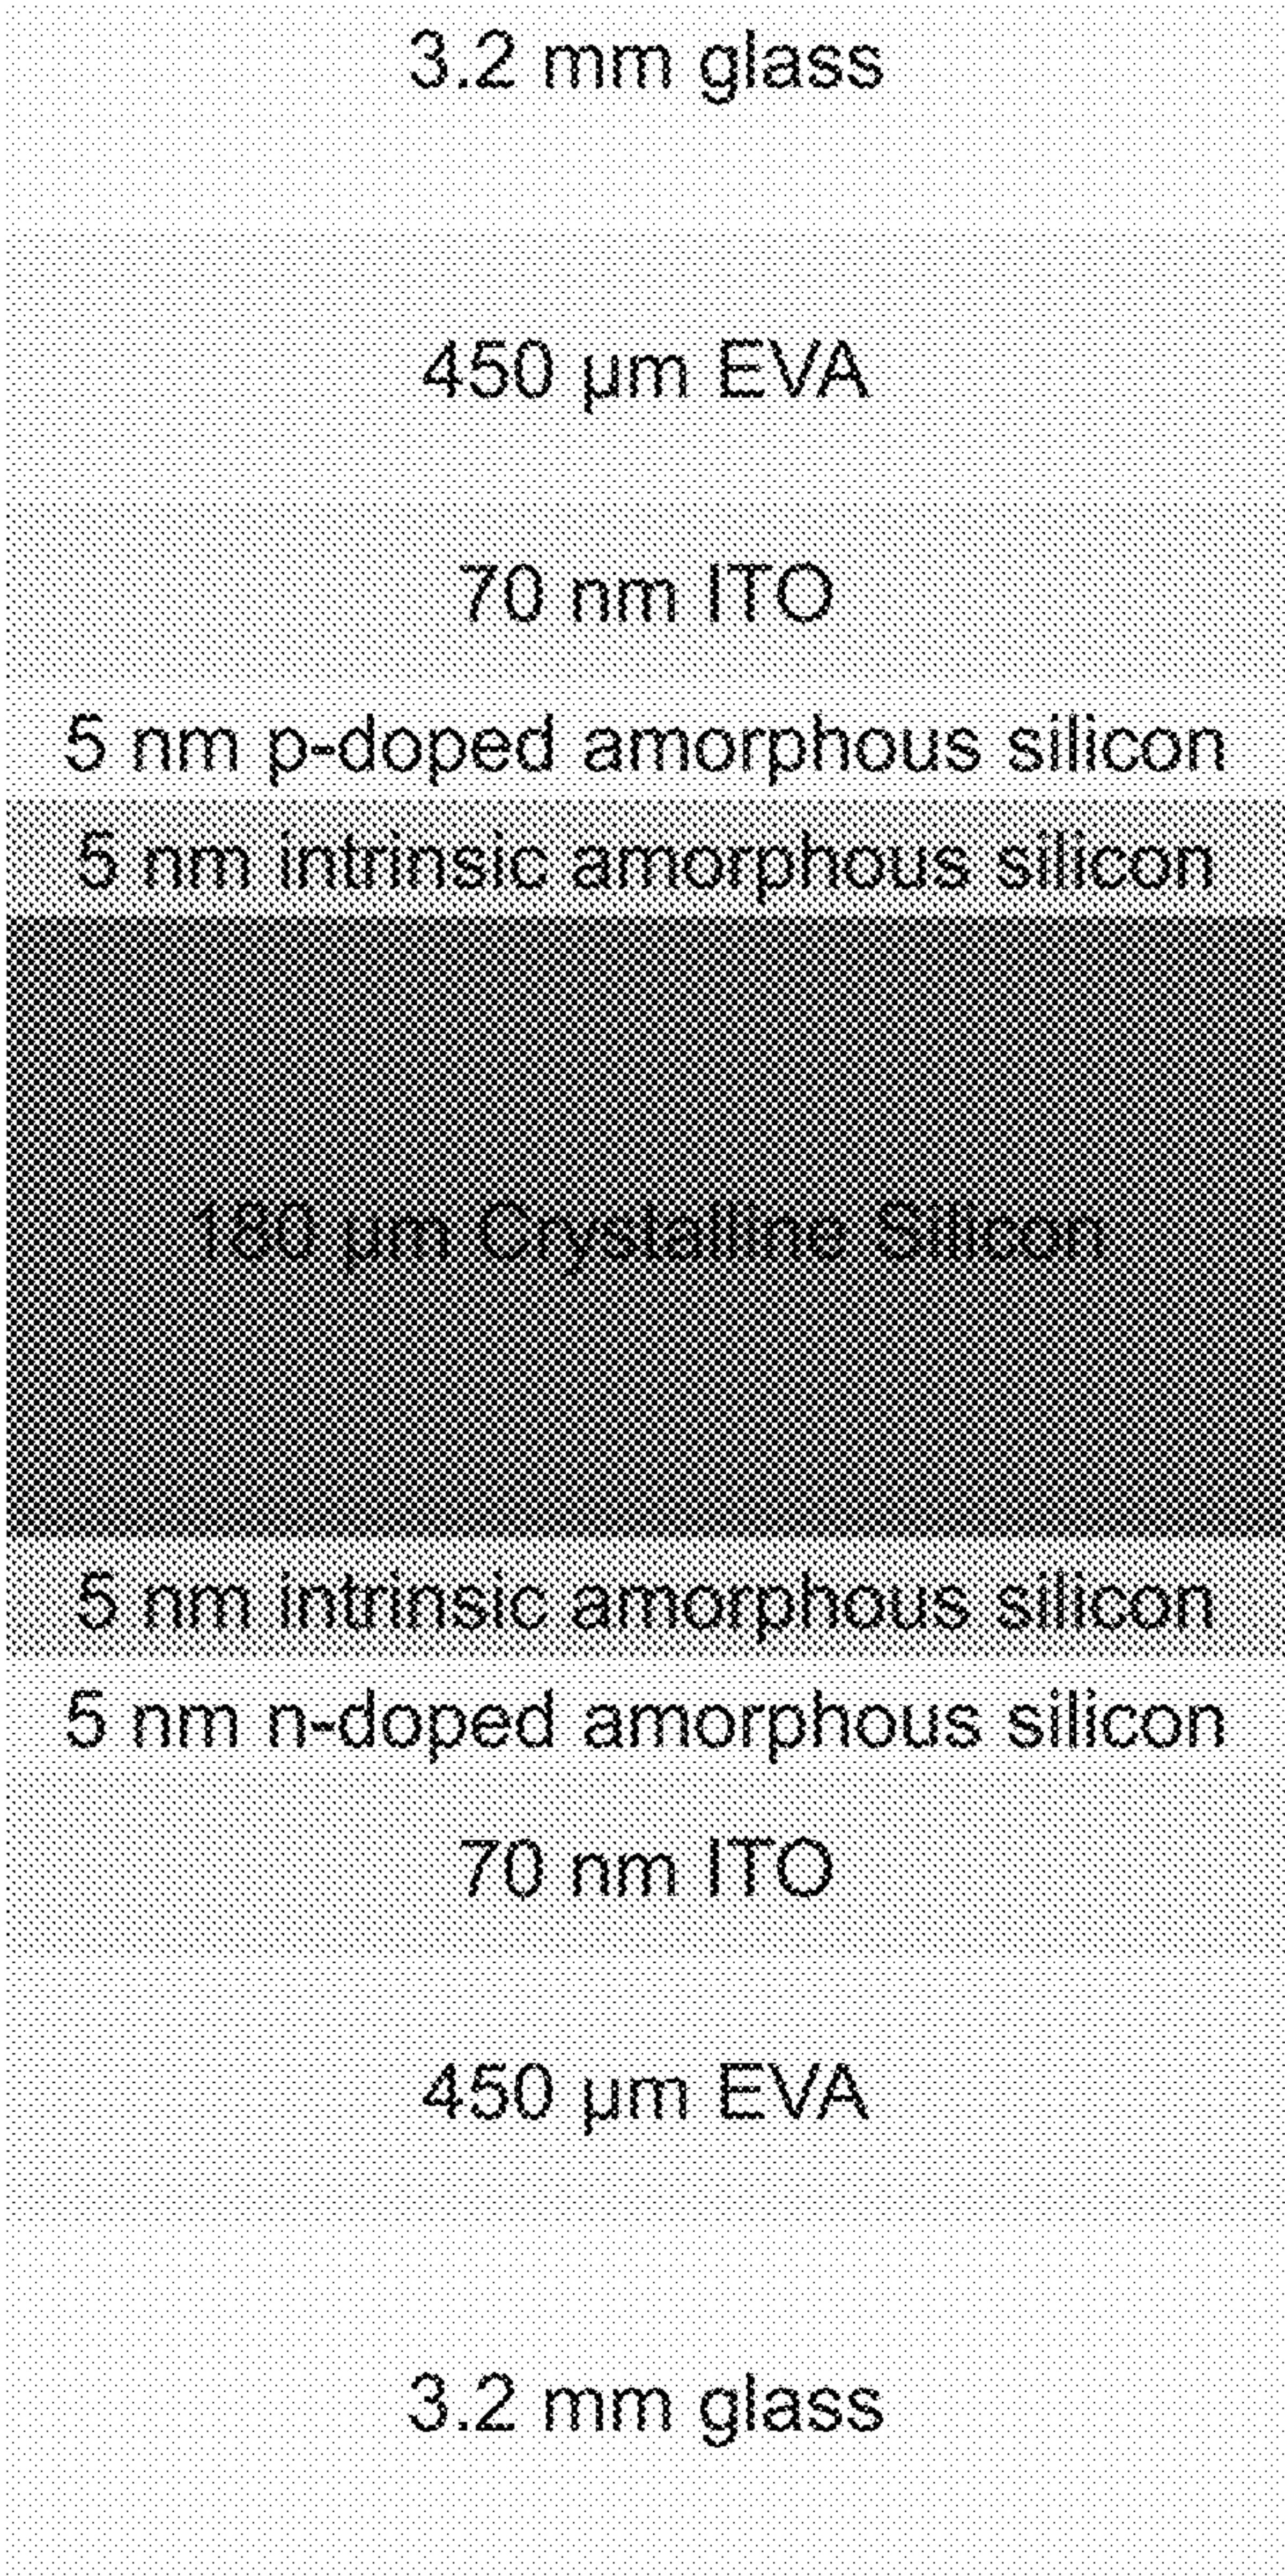 3.2 mm glass
450 µm EVA
70 nm ITO
5 nm p-doped amorphous silicon
5 nm intrinsic amorphous silicon
180 µm Crystalline Silicon
5 nm intrinsic amorphous silicon
5 nm n-doped amorphous silicon
70 nm ITO
450 µm EVA
3.2 mm glass